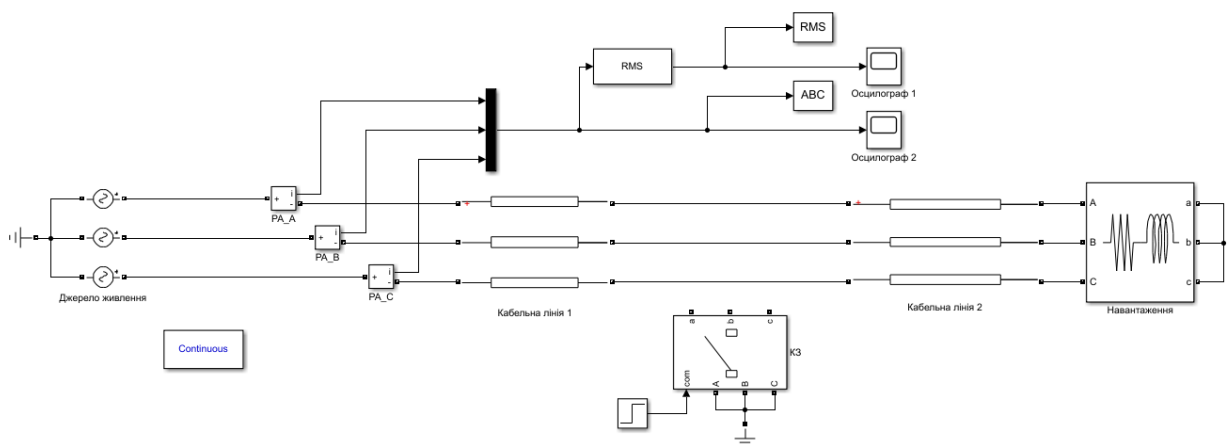 RMS
RMS
Осцилограф 1
ABC
Осцилограф 2
i
+
-
PA_A
i
+
-
PA_B
i
+
-
PA_C
Джерело живлення
Continuous
Кабельна лінія 1
Кабельна лінія 2
A
a
B
b
C
c
Навантаження
a
b
c
КЗ
com
A
B
C